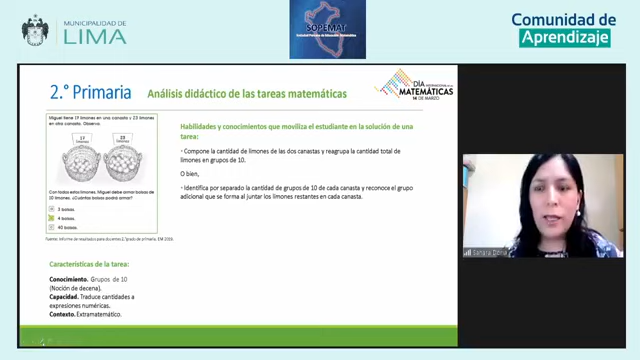 MUNICIPALIDAD DE
LIMA
SOPEMAT
Comunidad de
Aprendizaje
2.° Primaria
Análisis didáctico de las tareas matemáticas
DÍA
MATEMÁTICAS
14 DE MARZO
Miguel tiene 17 limones en una canasta y 23 limones
en otra canasta. Observa:
17
23
Con todos estos limones, Miguel debe armar bolsas de
10 limones. ¿Cuántas bolsas podrá armar?
3 bolsas.
4 bolsas.
40 bolsas.
Habilidades y conocimientos que moviliza el estudiante en la solución de una
tarea:
• Compone la cantidad de limones de las dos canastas y reagrupa la cantidad total de
limones en grupos de 10.
O bien,
• Identifica por separado la cantidad de grupos de 10 de cada canasta y reconoce el grupo
adicional que se forma al juntar los limones restantes en cada canasta.
Características de la tarea:
Conocimiento. Grupos de 10
(Noción de decena).
Capacidad. Traduce cantidades a
expresiones numéricas.
Contexto. Extramatemático.